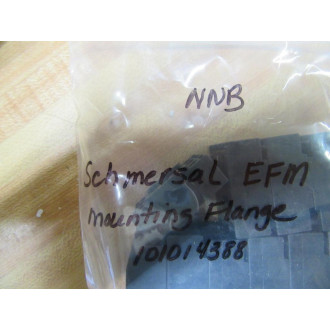 NNB
Schmersal EFM
Mounting Flange
101014388